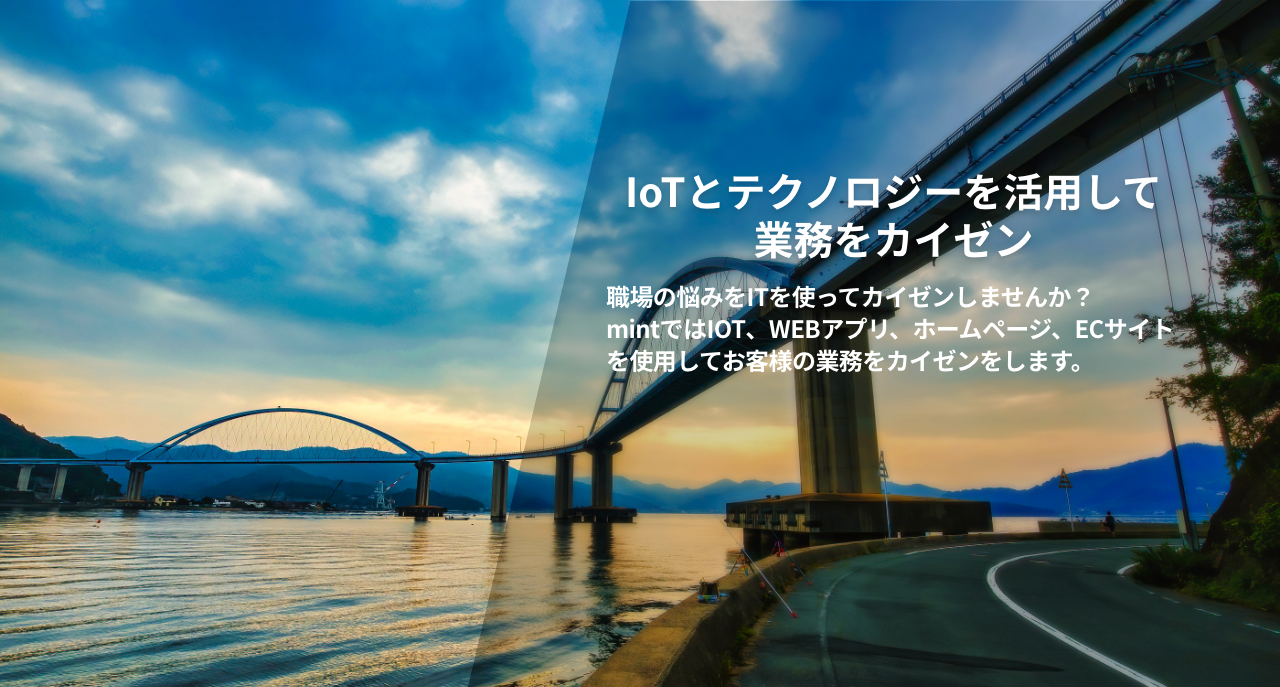 IoTとテクノロジーを活用して
業務をカイゼン
職場の悩みをITを使ってカイゼンしませんか？
mintではIOT、WEBアプリ、ホームページ、ECサイト
を使用してお客様の業務をカイゼンをします。